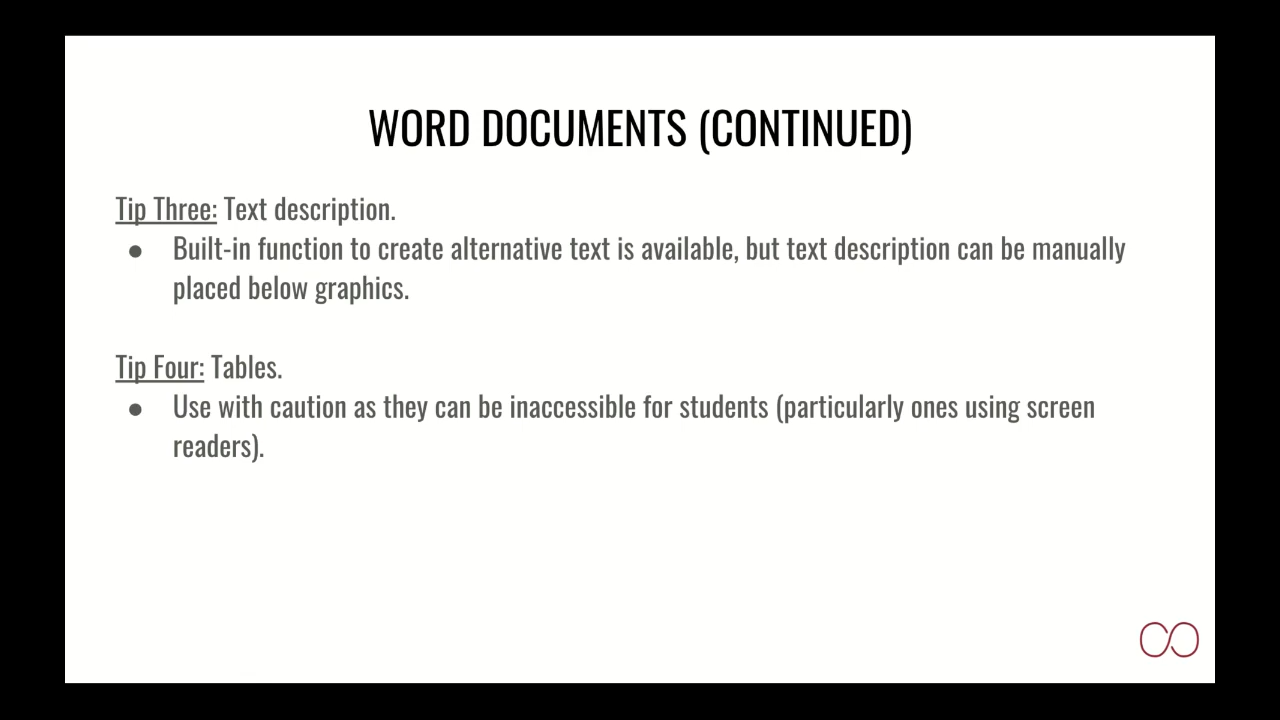 WORD DOCUMENTS (CONTINUED)
Tip Three: Text description.
● Built-in function to create alternative text is available, but text description can be manually
placed below graphics.
Tip Four: Tables.
● Use with caution as they can be inaccessible for students (particularly ones using screen
readers).